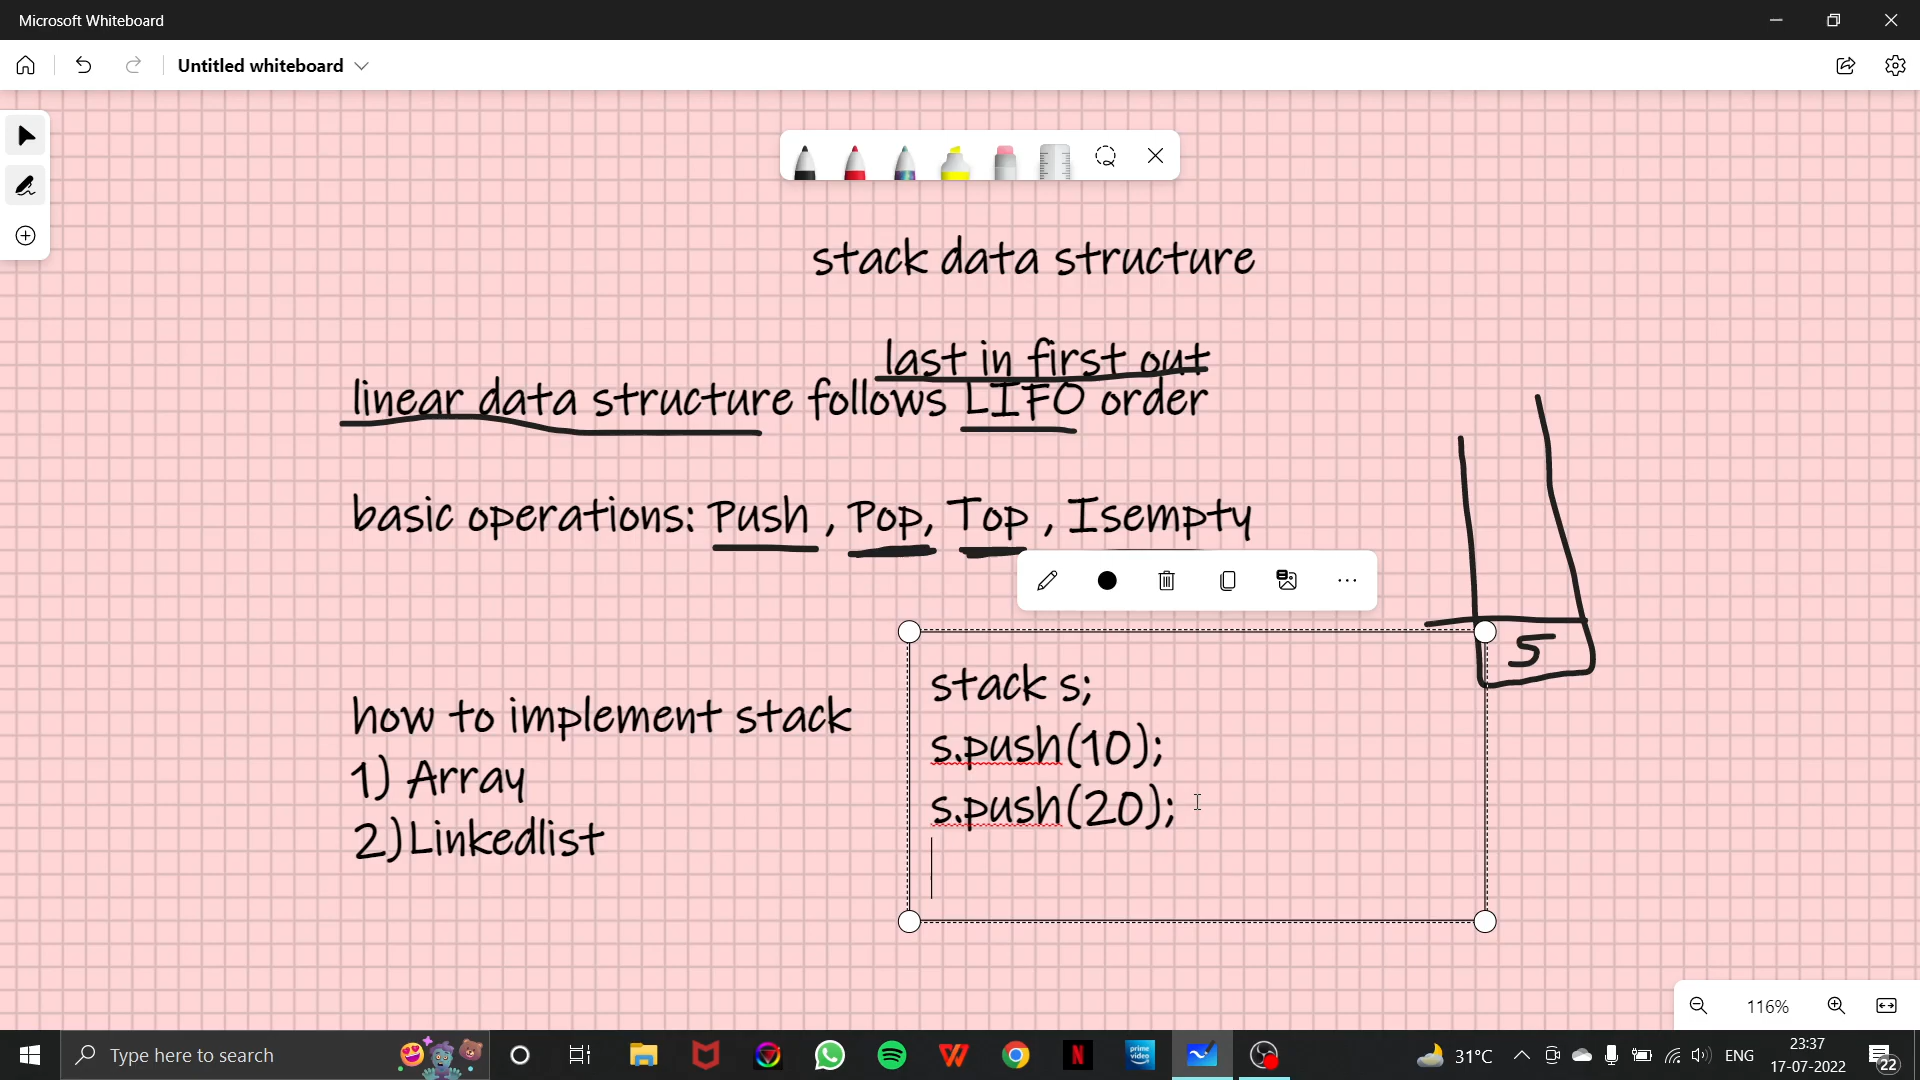 Microsoft Whiteboard
Untitled whiteboard
stack data structure
last in first out
linear data structure follows LIFO order
basic operations: Push , Pop, Top , Isempty
stack s;
s.push(10);
s.push(20);
how to implement stack
1) Array
2)Linkedlist
5
116%
Type here to search
prime video
31°C
ENG
23:37
17-07-2022
22